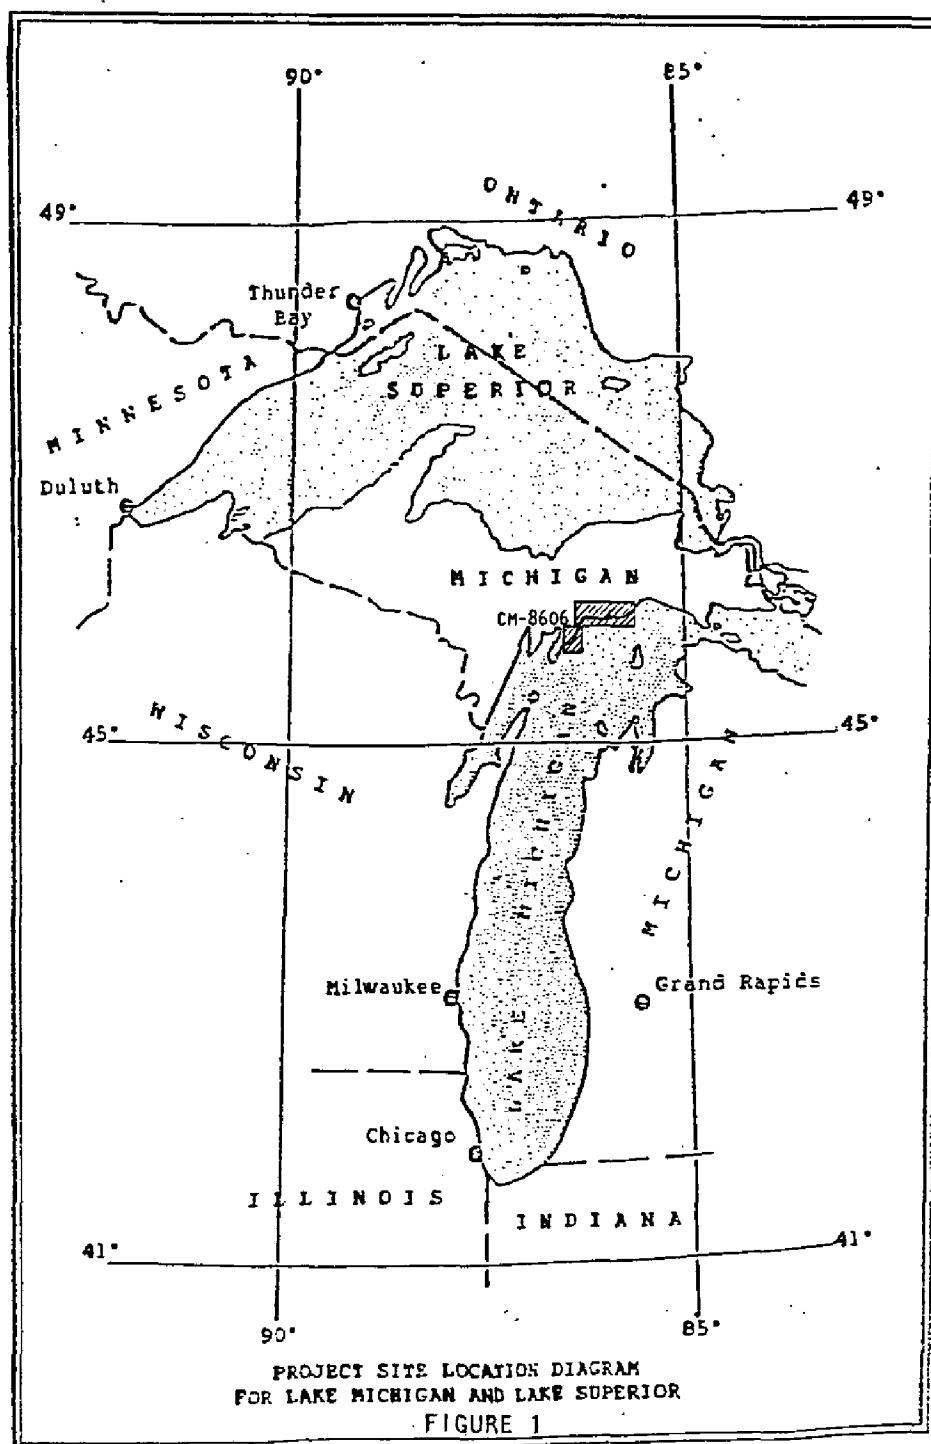 90°
85°
ONTARIO
49°
49°
Thunder
Bay
LAKE
SUPERIOR
MINNESOTA
Duluth
MICHIGAN
CM-8606
WISCONSIN
45°
45°
LAKE MICHIGAN
MICHIGAN
Milwaukee
Grand Rapids
Chicago
ILLINOIS
INDIANA
41°
41°
90°
85°
PROJECT SITE LOCATION DIAGRAM
FOR LAKE MICHIGAN AND LAKE SUPERIOR
FIGURE 1